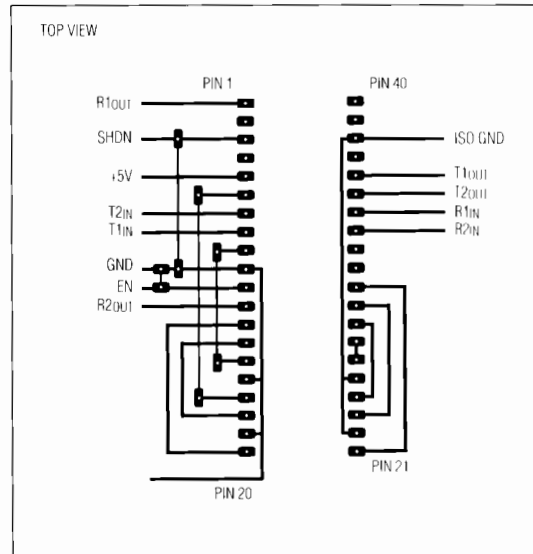 TOP VIEW
PIN 1
PIN 40
R1OUT
SHDN
+5V
T2IN
T1IN
GND
EN
R2OUT
ISO GND
T1OUT
T2OUT
R1IN
R2IN
PIN 20
PIN 21